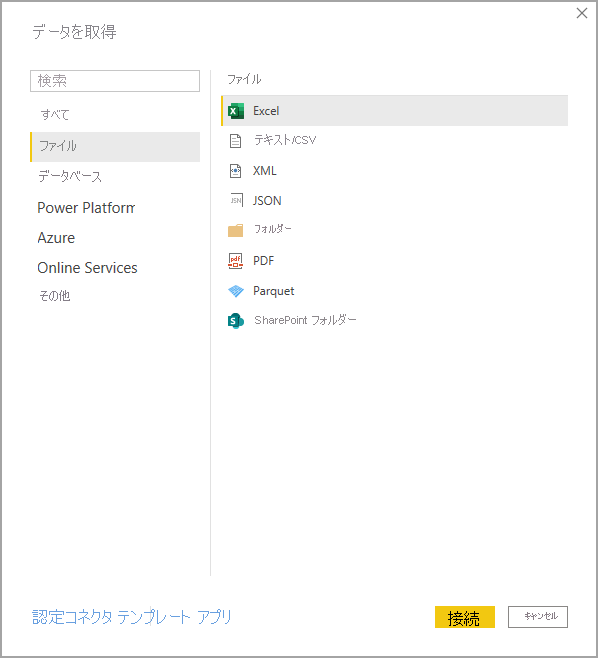 データを取得
検索
すべて
ファイル
データベース
Power Platform
Azure
Online Services
その他
ファイル
Excel
テキスト/CSV
XML
JSON
フォルダー
PDF
Parquet
SharePoint フォルダー
認定コネクタ テンプレート アプリ
接続
キャンセル